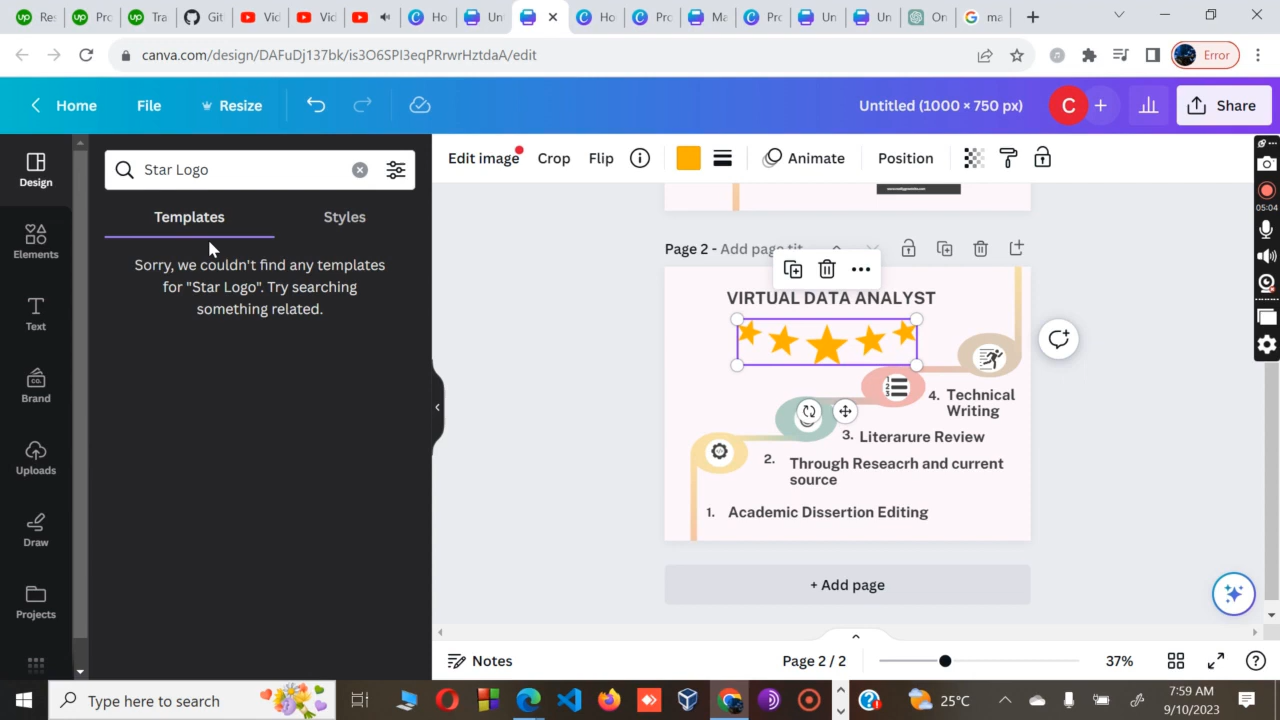 Re
Pro
Tra
Git
Vid
Vid
Ho
Un
Ho
Pro
Ma
Pro
Un
Un
On
ma
canva.com/design/DAFuDj137bk/is3O6SPI3eqPRrwrHztdaA/edit
Error
Home
File
Resize
Untitled (1000 × 750 px)
C
Share
Design
Elements
Text
Brand
Uploads
Draw
Projects
Star Logo
Templates
Styles
Sorry, we couldn't find any templates
for "Star Logo". Try searching
something related.
Edit image
Crop
Flip
Animate
Position
05:04
Page 2 - Add page tit
VIRTUAL DATA ANALYST
4. Technical
Writing
3. Literarure Review
2. Through Reseacrh and current
source
1. Academic Dissertion Editing
+ Add page
Notes
Page 2 / 2
37%
Type here to search
25°C
7:59 AM
9/10/2023